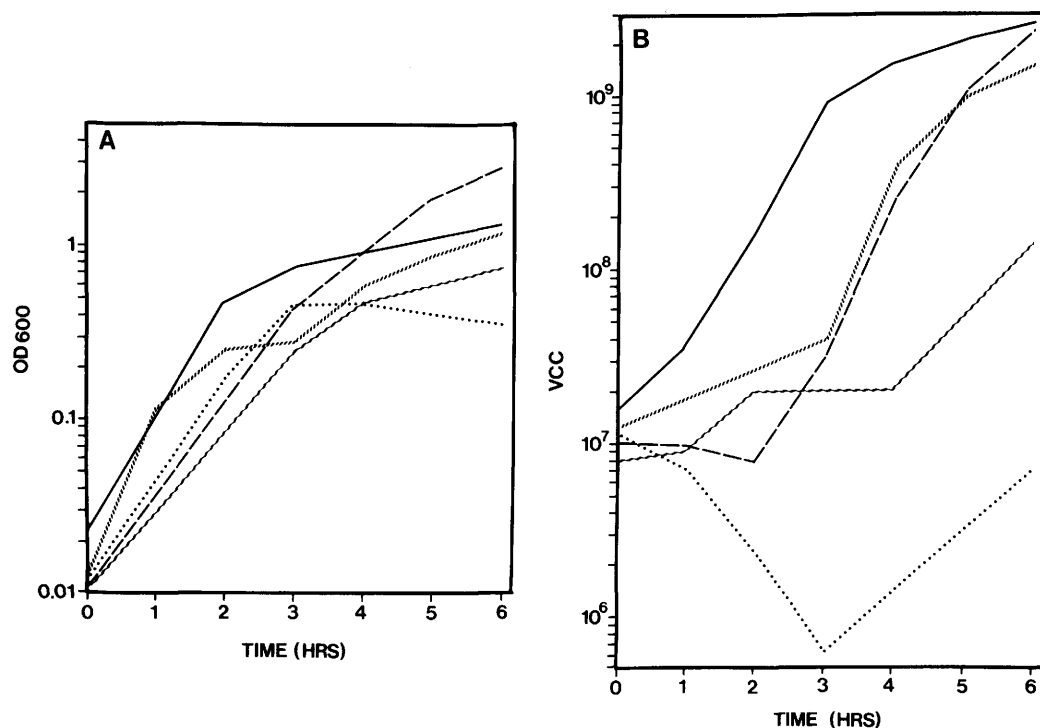 A
1
0.1
0.01
OD600
0 1 2 3 4 5 6
TIME (HRS)
B
10⁹
10⁸
10⁷
10⁶
VCC
0 1 2 3 4 5 6
TIME (HRS)